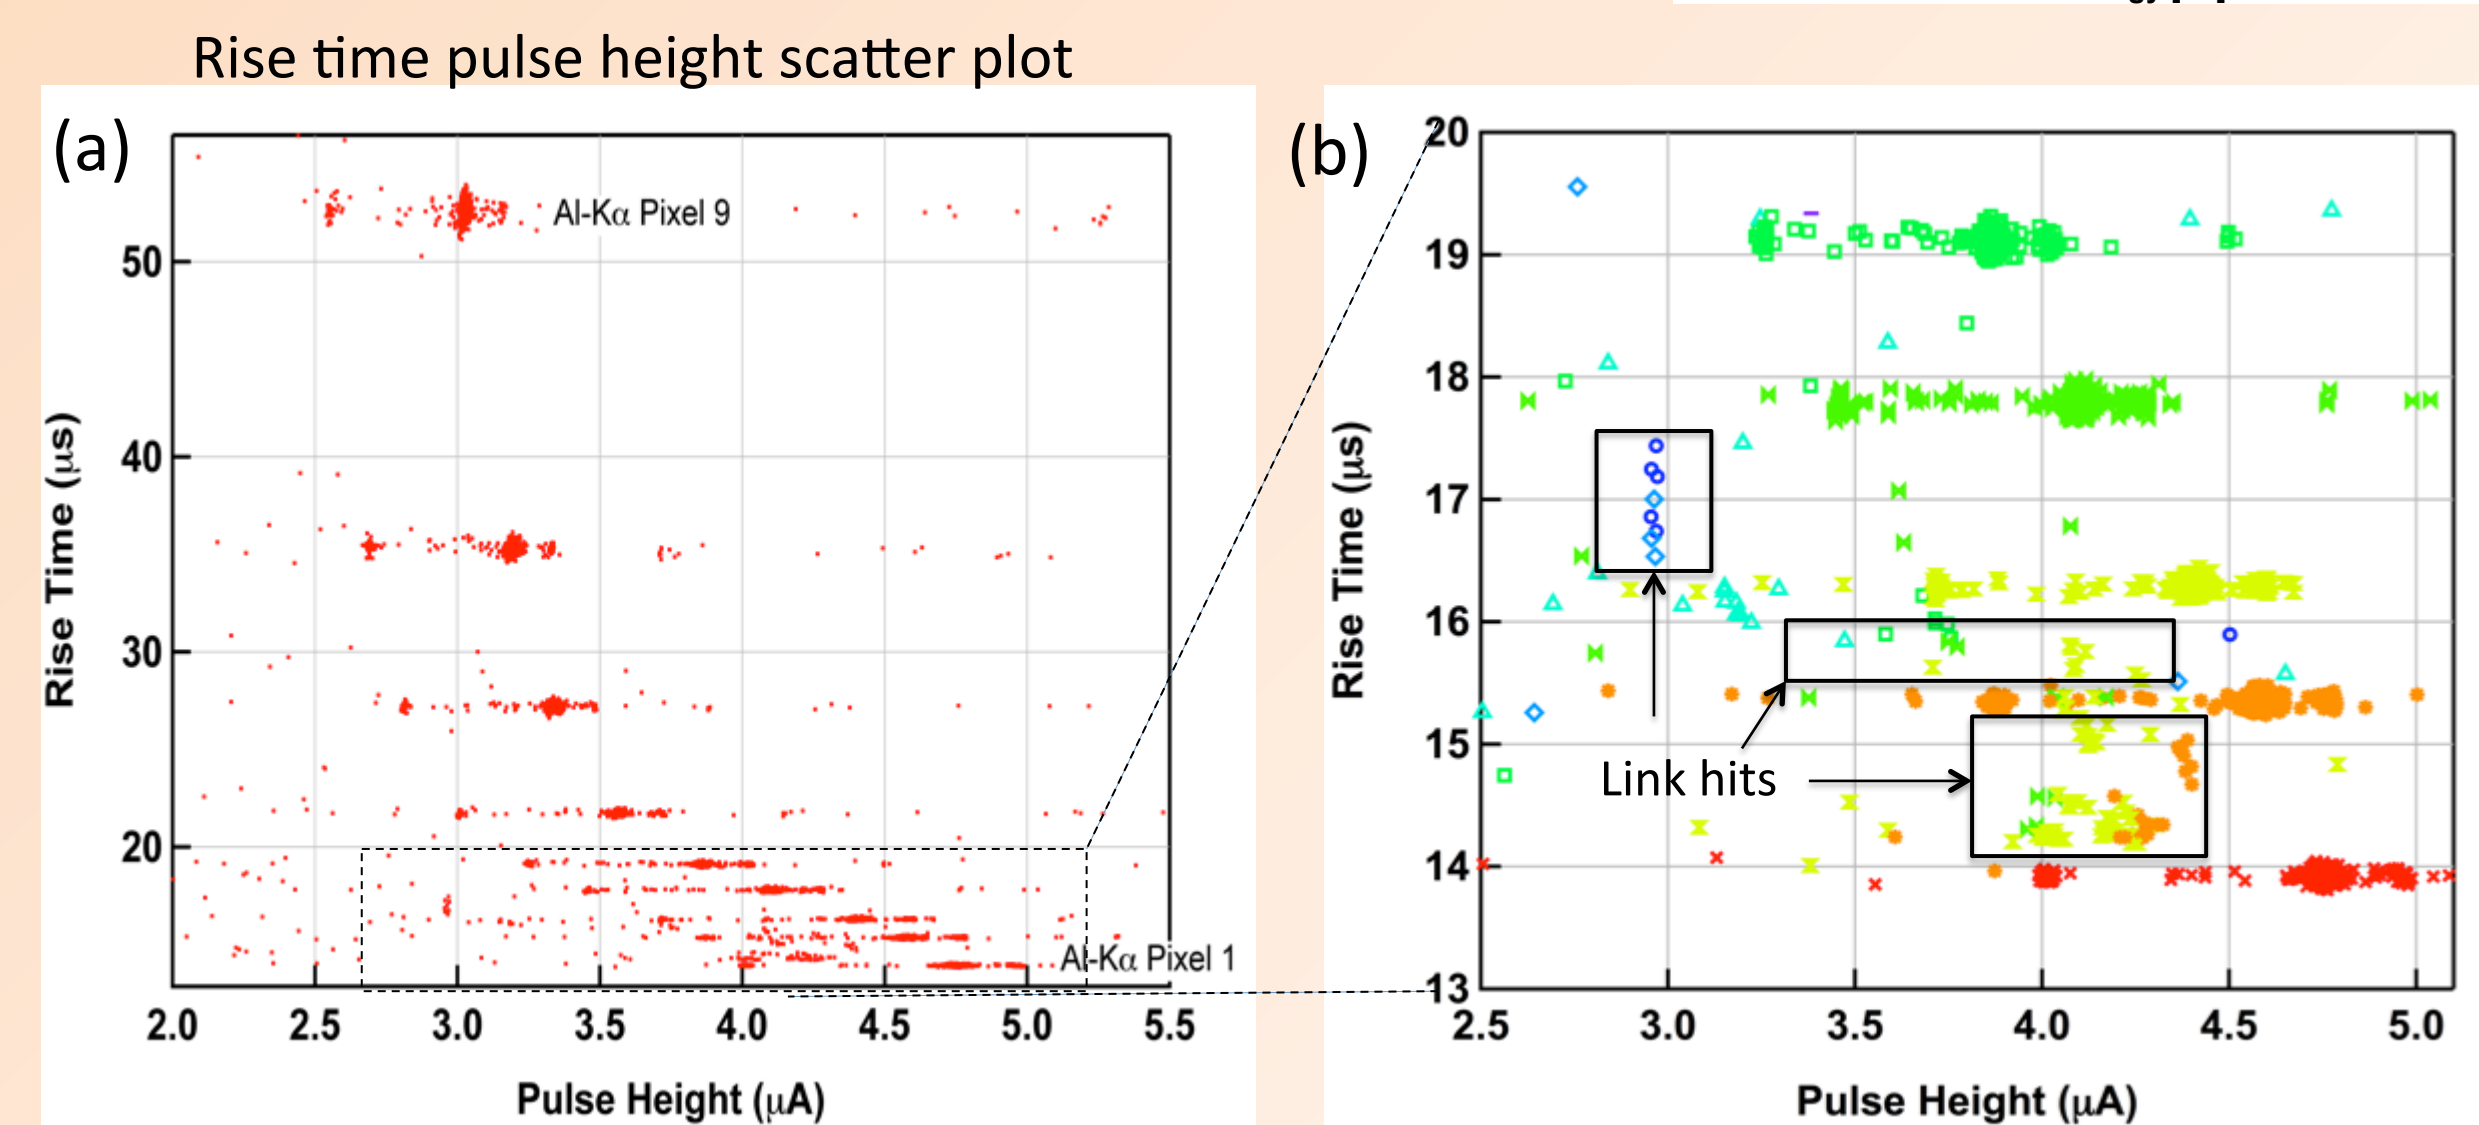 Rise time pulse height scatter plot
(a)
Rise Time (μs)
50
40
30
20
Al-Kα Pixel 9
Al-Kα Pixel 1
2.0 2.5 3.0 3.5 4.0 4.5 5.0 5.5
Pulse Height (μA)
(b)
Rise Time (μs)
20
19
18
17
16
15
14
13
Link hits
2.5 3.0 3.5 4.0 4.5 5.0
Pulse Height (μA)